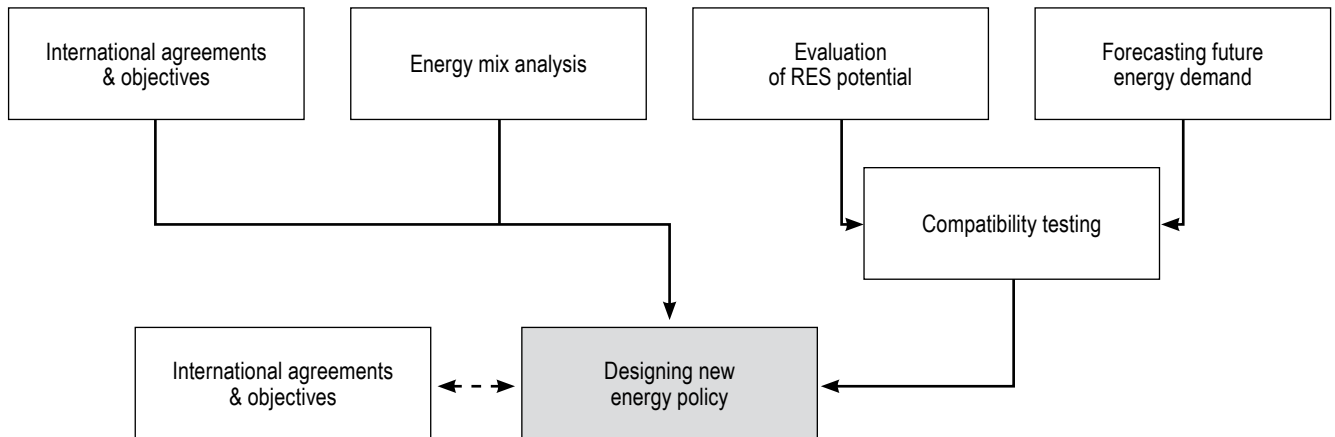 International agreements
& objectives
Energy mix analysis
Evaluation
of RES potential
Forecasting future
energy demand
Compatibility testing
International agreements
& objectives
Designing new
energy policy